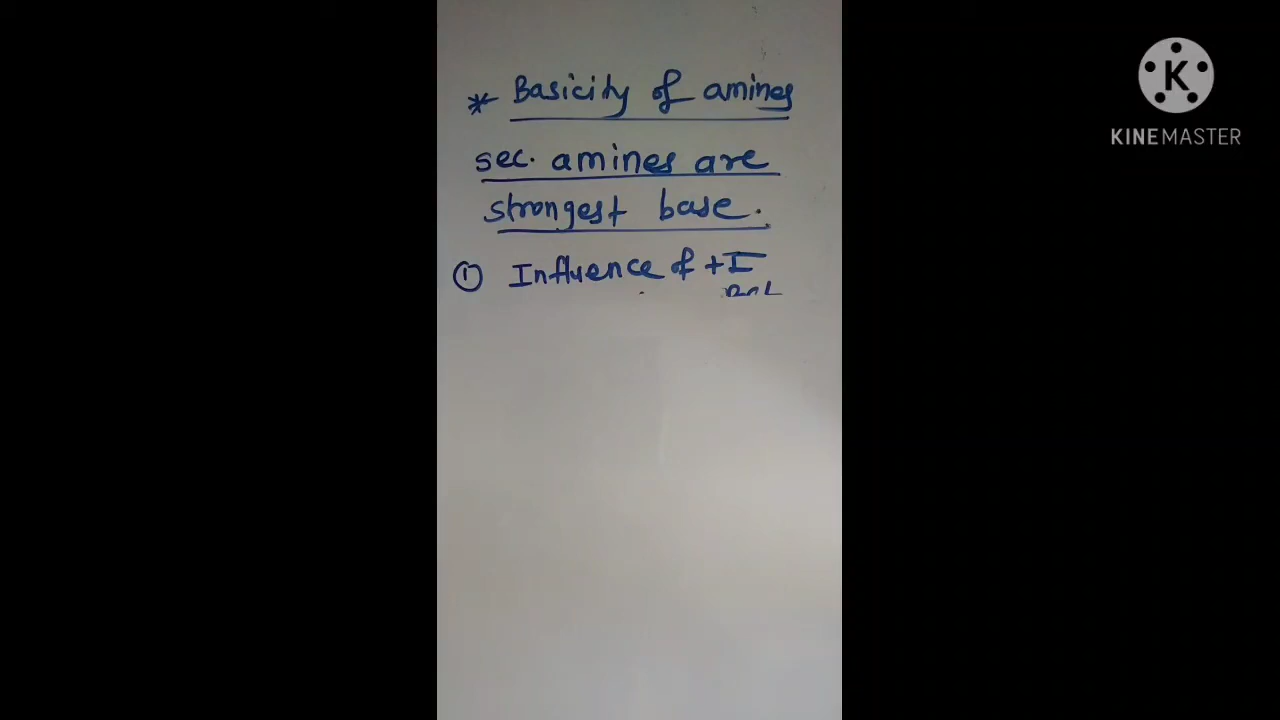 * Basicity of amines
sec. amines are
strongest base.
① Influence of +I
K
KINEMASTER